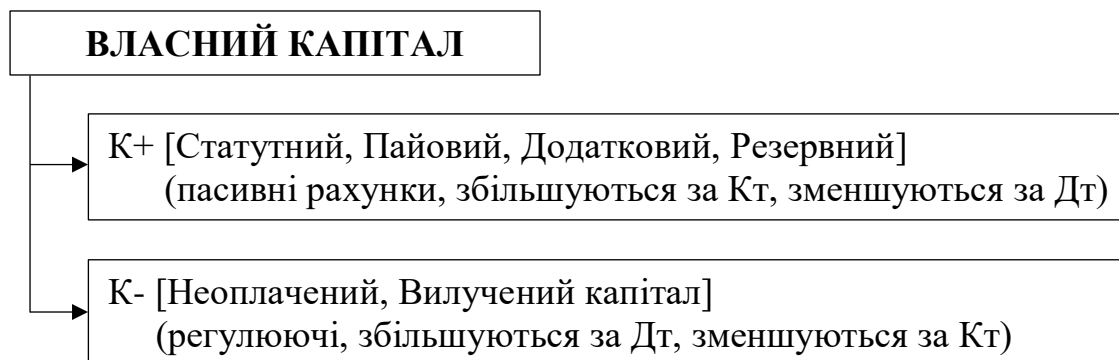 ВЛАСНИЙ КАПІТАЛ
К+ [Статутний, Пайовий, Додатковий, Резервний]
(пасивні рахунки, збільшуються за Кт, зменшуються за Дт)
К- [Неоплачений, Вилучений капітал]
(регулюючі, збільшуються за Дт, зменшуються за Кт)